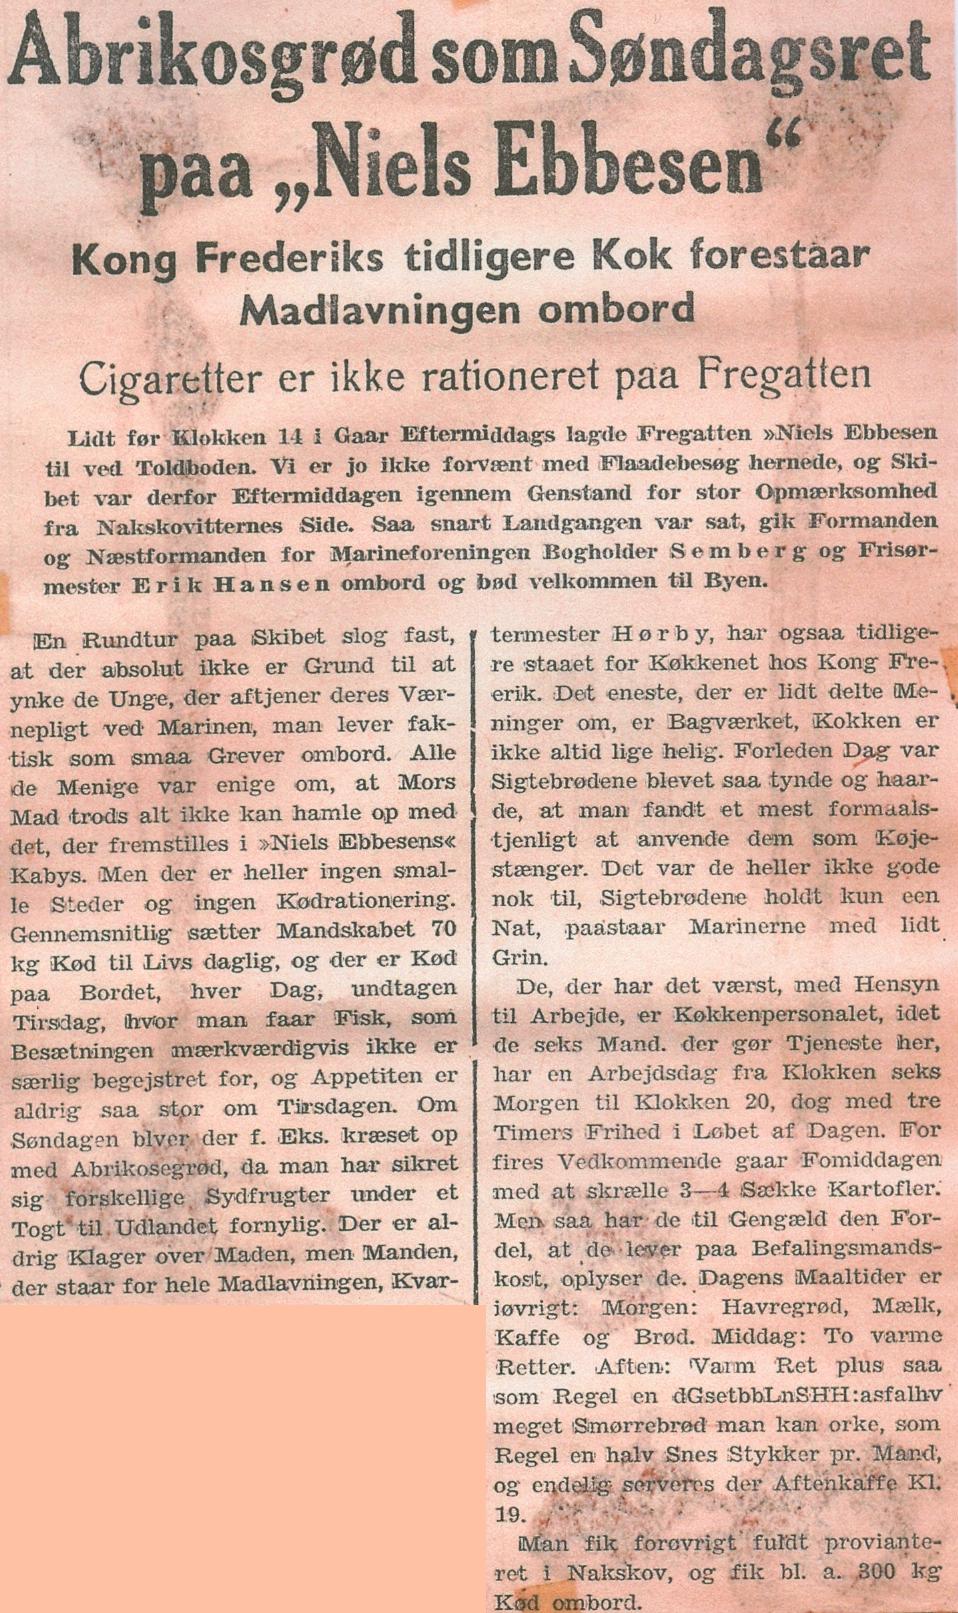 Abrikosgrød som Søndagsret
paa „Niels Ebbesen“
Kong Frederiks tidligere Kok forestaar
Madlavningen ombord
Cigaretter er ikke rationeret paa Fregatten
Lidt før Klokken 14 i Gaar Eftermiddags lagde Fregatten »Niels Ebbesen
til ved Toldboden. Vi er jo ikke forvænt med Flaadebesøg hernede, og Ski-
bet var derfor Eftermiddagen igennem Genstand for stor Opmærksomhed
fra Nakskovitternes Side. Saa snart Landgangen var sat, gik Formanden
og Næstformanden for Marineforeningen Bogholder Semberg og Frisør-
mester Erik Hansen ombord og bød velkommen til Byen.
En Rundtur paa Skibet slog fast,
at der absolut ikke er Grund til at
ynke de Unge, der aftjener deres Vær-
nepligt ved Marinen, man lever fak-
tisk som smaa Grever ombord. Alle
de Menige var enige om, at Mors
Mad trods alt ikke kan hamle op med
det, der fremstilles i »Niels Ebbesens«
Kabys. Men der er heller ingen smal-
le Steder og ingen Kødrationering.
Gennemsnitlig sætter Mandskabet 70
kg Kød til Livs daglig, og der er Kød
paa Bordet, hver Dag, undtagen
Tirsdag, hvor man faar Fisk, som
Besætningen mærkværdigvis ikke er
særlig begejstret for, og Appetiten er
aldrig saa stor om Tirsdagen. Om
Søndagen blver der f. Eks. kræset op
med Abrikosegrød, da man har sikret
sig forskellige Sydfrugter under et
Togt til Udlandet fornylig. Der er al-
drig Klager over Maden, men Manden,
der staar for hele Madlavningen, Kvar-
termester Hørby, har ogsaa tidlige-
re staaet for Køkkenet hos Kong Fre-
erik. Det eneste, der er lidt delte Me-
ninger om, er Bagværket, Kokken er
ikke altid lige helig. Forleden Dag var
Sigtebrødene blevet saa tynde og haar-
de, at man fandt et mest formaals-
tjenligt at anvende dem som Køje-
stænger. Det var de heller ikke gode
nok til, Sigtebrødene holdt kun een
Nat, paastaar Marinerne med lidt
Grin.
De, der har det værst, med Hensyn
til Arbejde, er Køkkenpersonalet, idet
de seks Mand. der gør Tjeneste her,
har en Arbejdsdag fra Klokken seks
Morgen til Klokken 20, dog med tre
Timers Frihed i Løbet af Dagen. For
fires Vedkommende gaar Fomiddagen
med at skrælle 3—4 Sække Kartofler.
Men saa har de til Gengæld den For-
del, at de lever paa Befalingsmands-
kost, oplyser de. Dagens Maaltider er
iøvrigt: Morgen: Havregrød, Mælk,
Kaffe og Brød. Middag: To varme
Retter. Aften: Varm Ret plus saa
som Regel en dGsetbbLnSHH:asfalhv
meget Smørrebrød man kan orke, som
Regel en halv Snes Stykker pr. Mand,
og endelig serveres der Aftenkaffe Kl.
19.
Man fik forøvrigt fuldt proviante-
ret i Nakskov, og fik bl. a. 300 kg
Kød ombord.